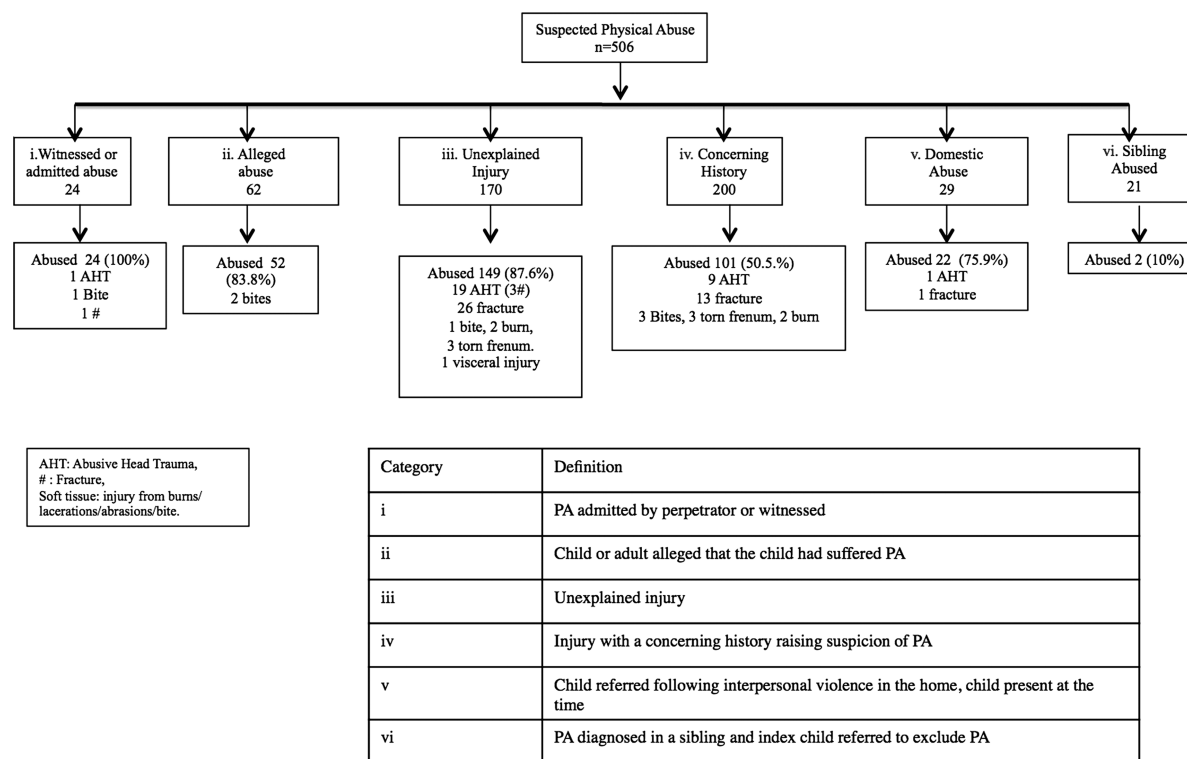 Suspected Physical Abuse
n=506
i.Witnessed or
admitted abuse
24
ii. Alleged
abuse
62
iii. Unexplained
Injury
170
iv. Concerning
History
200
v. Domestic
Abuse
29
vi. Sibling
Abused
21
Abused 24 (100%)
1 AHT
1 Bite
1 #
Abused 52
(83.8%)
2 bites
Abused 149 (87.6%)
19 AHT (3#)
26 fracture
1 bite, 2 burn,
3 torn frenum.
1 visceral injury
Abused 101 (50.5.%)
9 AHT
13 fracture
3 Bites, 3 torn frenum, 2 burn
Abused 22 (75.9%)
1 AHT
1 fracture
Abused 2 (10%)
AHT: Abusive Head Trauma,
# : Fracture,
Soft tissue: injury from burns/
lacerations/abrasions/bite.
Category Definition
i PA admitted by perpetrator or witnessed
ii Child or adult alleged that the child had suffered PA
iii Unexplained injury
iv Injury with a concerning history raising suspicion of PA
v Child referred following interpersonal violence in the home, child present at the
time
vi PA diagnosed in a sibling and index child referred to exclude PA